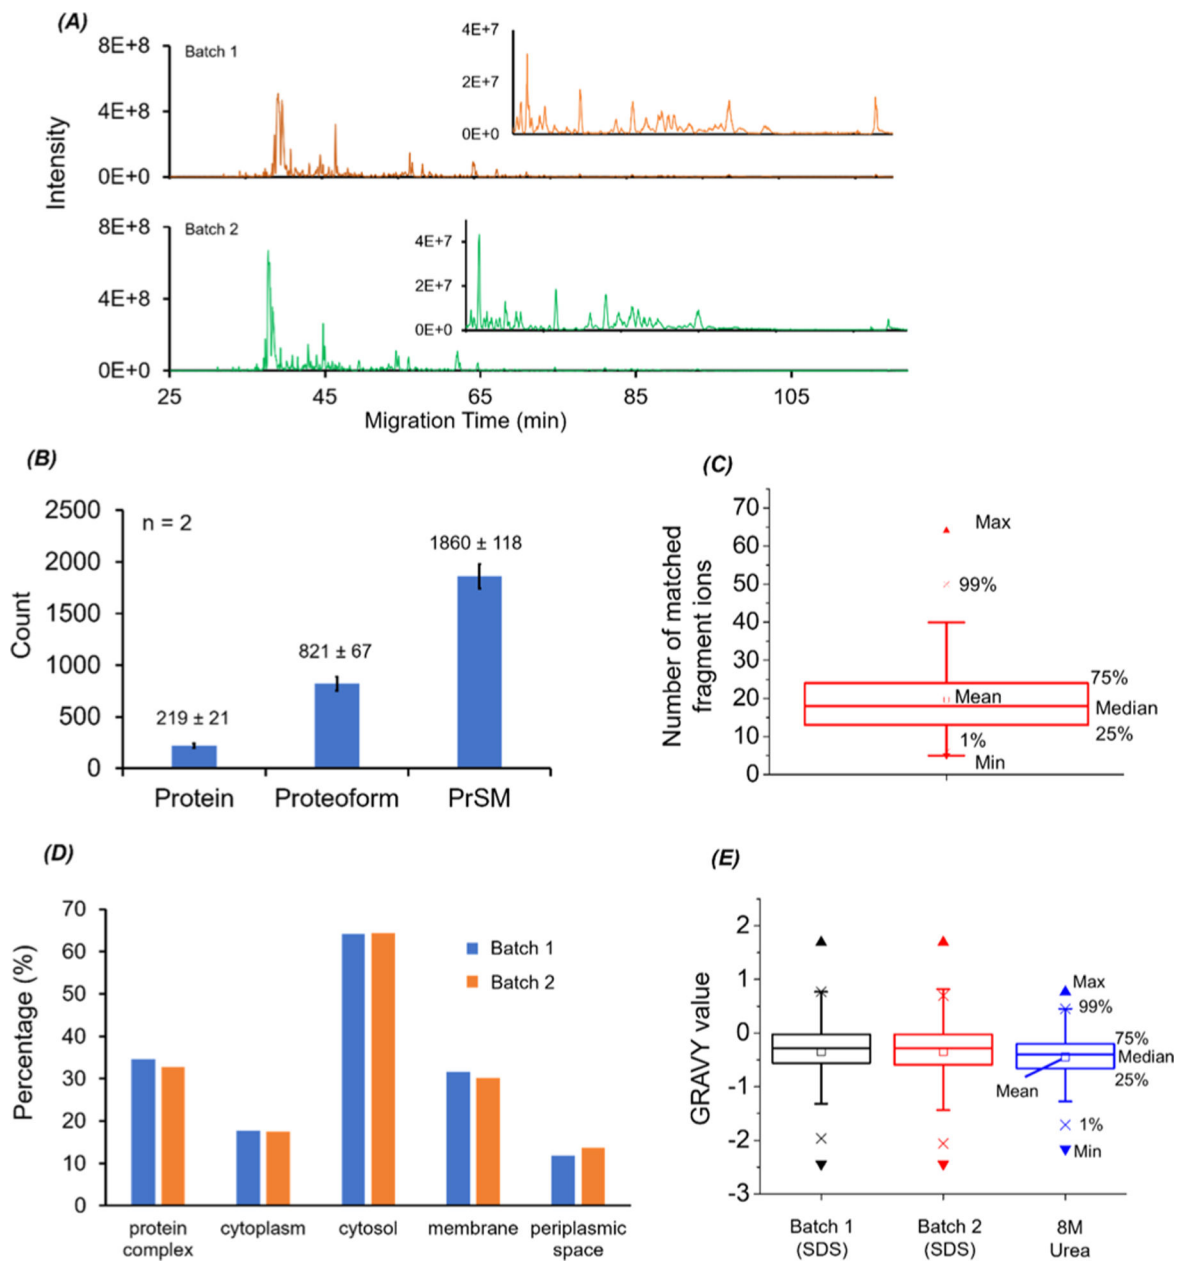 (A)
8E+8
Batch 1
4E+8
0E+0
4E+7
2E+7
0E+0
Intensity
8E+8
Batch 2
4E+8
0E+0
4E+7
2E+7
0E+0
25
45
65
85
105
Migration Time (min)
(B)
2500
2000
1500
1000
500
0
Count
n = 2
219 ± 21
821 ± 67
1860 ± 118
Protein
Proteoform
PrSM
(C)
70
60
50
40
30
20
10
0
Number of matched
fragment ions
Max
99%
75%
Mean
Median
25%
1%
Min
(D)
70
60
50
40
30
20
10
0
Percentage (%)
Batch 1
Batch 2
protein
complex
cytoplasm
cytosol
membrane
periplasmic
space
(E)
2
1
0
-1
-2
-3
GRAVY value
Max
99%
75%
Median
25%
Mean
1%
Min
Batch 1
(SDS)
Batch 2
(SDS)
8M
Urea